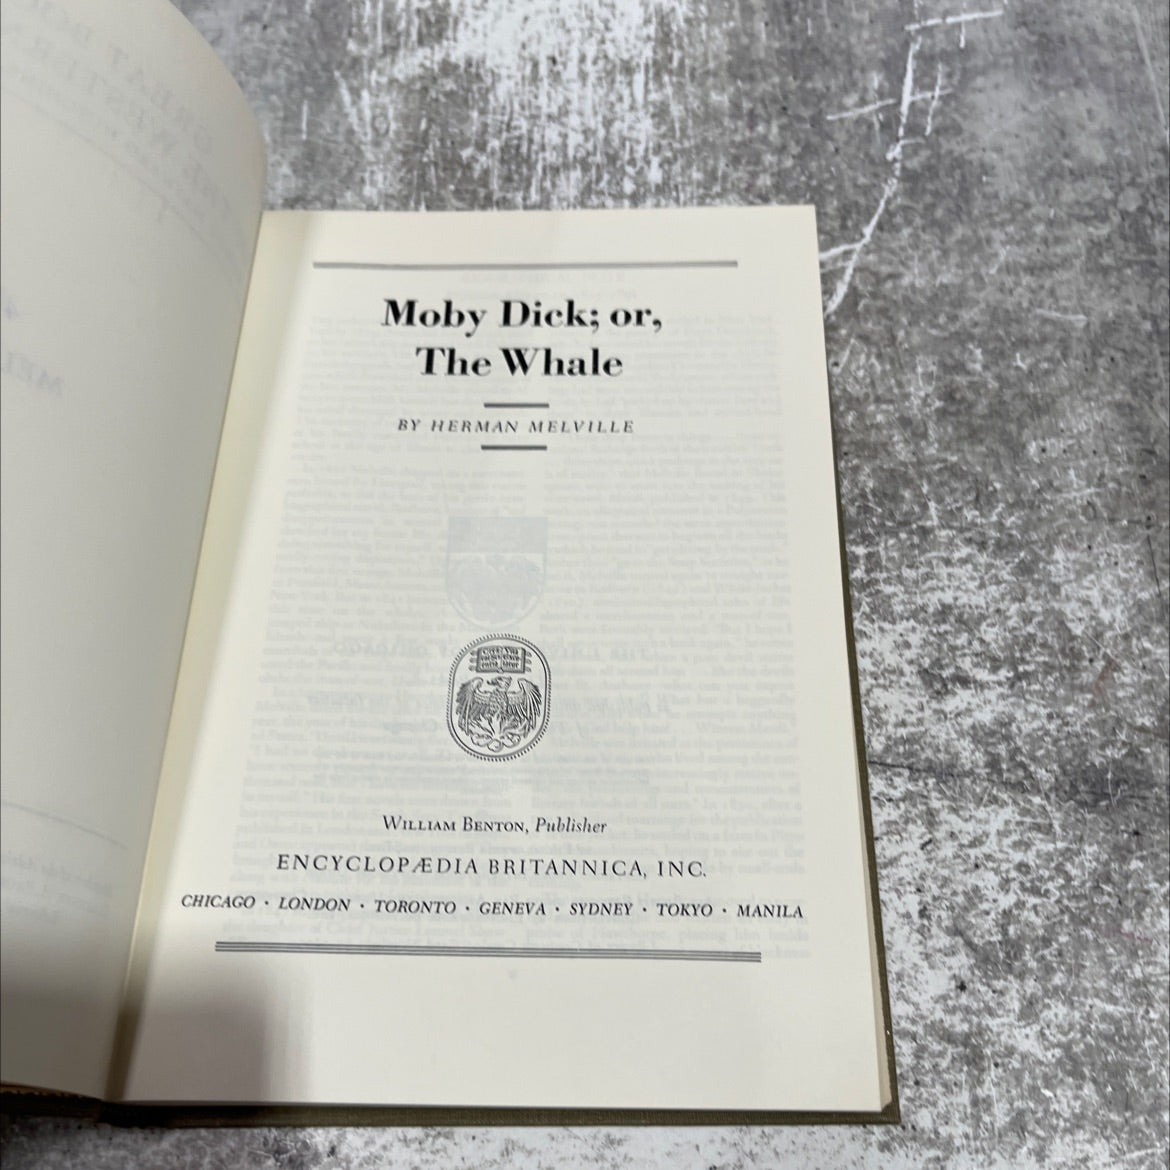 Moby Dick; or,
The Whale
BY HERMAN MELVILLE
WILLIAM BENTON, Publisher
ENCYCLOPÆDIA BRITANNICA, INC.
CHICAGO · LONDON · TORONTO · GENEVA · SYDNEY · TOKYO · MANILA